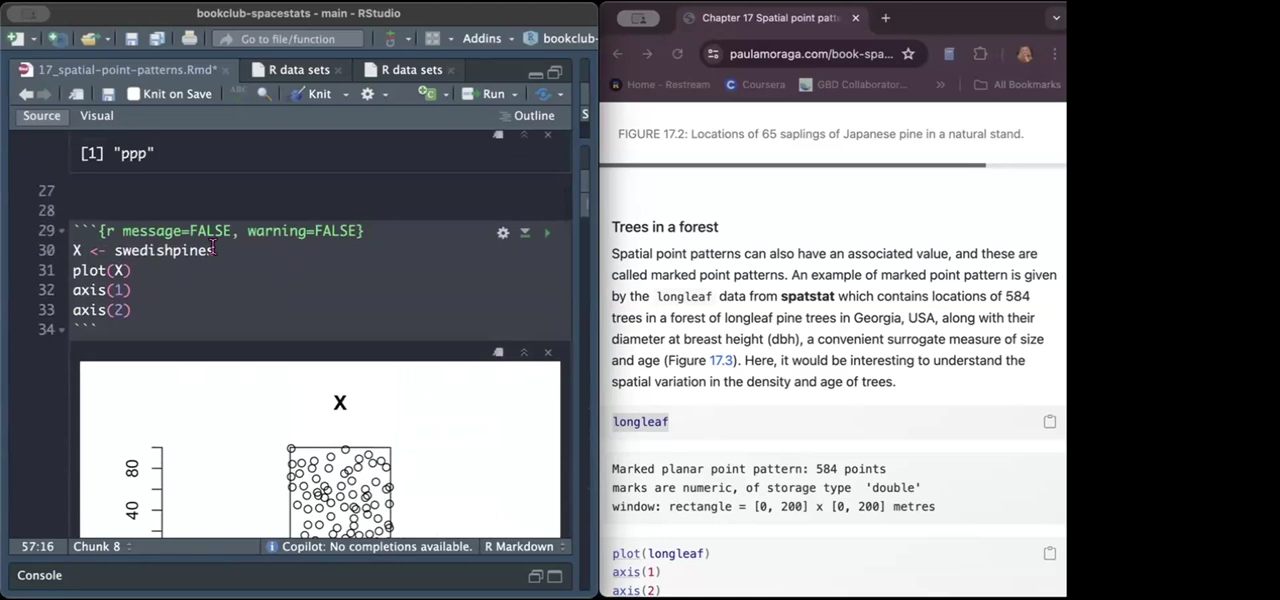 bookclub-spacestats - main - RStudio
Go to file/function
Addins
bookclub-
17_spatial-point-patterns.Rmd*
R data sets
R data sets
Knit on Save
ABC
Knit
Run
Source
Visual
Outline
[1] "ppp"
27
28
29
```{r message=FALSE, warning=FALSE}
30
X <- swedishpines
31
plot(X)
32
axis(1)
33
axis(2)
34
```
X
80
40
57:16
Chunk 8
Copilot: No completions available.
R Markdown
Console
S
Chapter 17 Spatial point patt
paulamoraga.com/book-spa...
Home - Restream
Coursera
GBD Collaborator...
All Bookmarks
FIGURE 17.2: Locations of 65 saplings of Japanese pine in a natural stand.
Trees in a forest
Spatial point patterns can also have an associated value, and these are
called marked point patterns. An example of marked point pattern is given
by the longleaf data from spatstat which contains locations of 584
trees in a forest of longleaf pine trees in Georgia, USA, along with their
diameter at breast height (dbh), a convenient surrogate measure of size
and age (Figure 17.3). Here, it would be interesting to understand the
spatial variation in the density and age of trees.
longleaf
Marked planar point pattern: 584 points
marks are numeric, of storage type 'double'
window: rectangle = [0, 200] x [0, 200] metres
plot(longleaf)
axis(1)
axis(2)